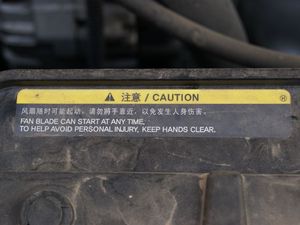 注意 / CAUTION
风扇随时可能起动，请勿將手靠近，以免发生人身伤害。
FAN BLADE CAN START AT ANY TIME,
TO HELP AVOID PERSONAL INJURY, KEEP HANDS CLEAR.